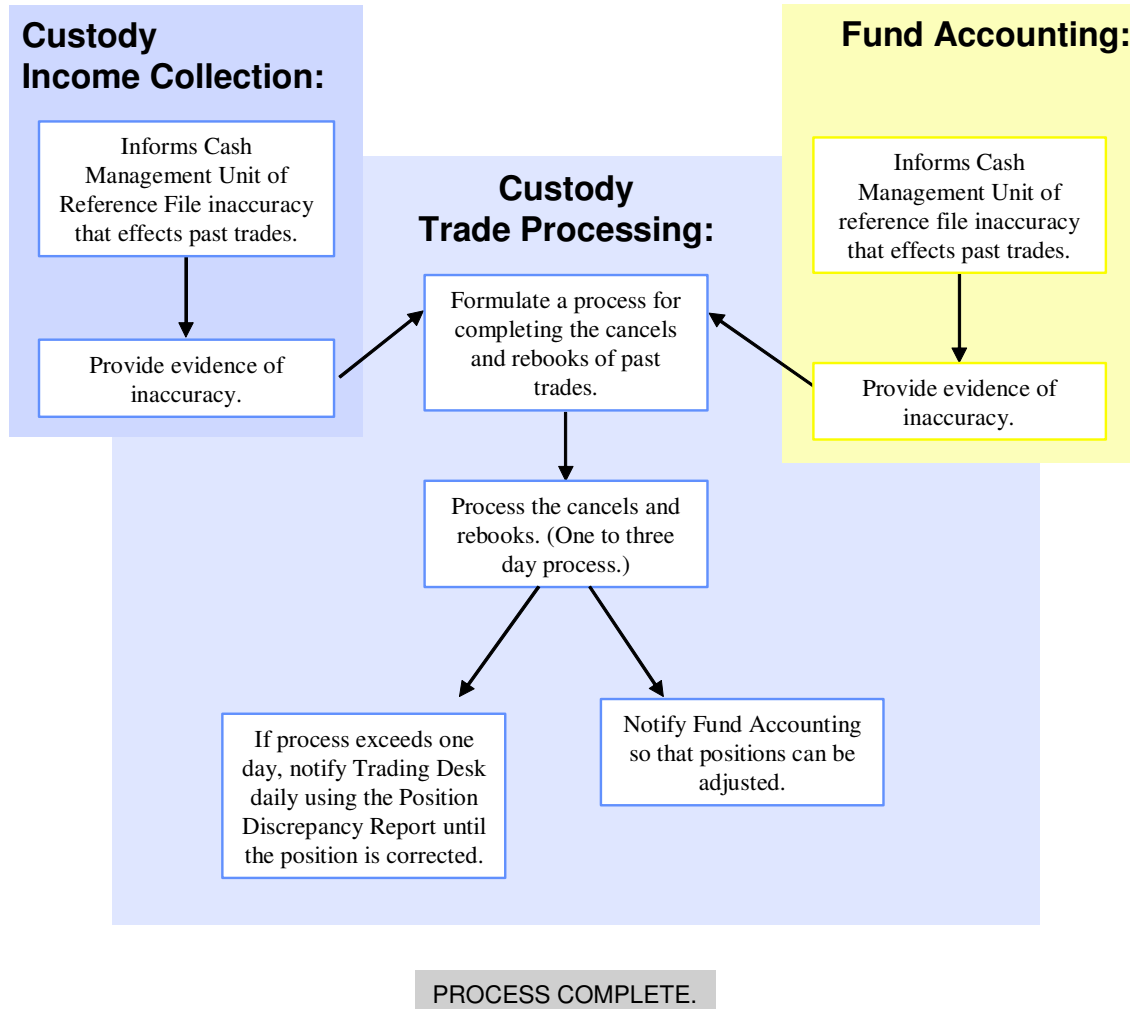 Custody
Income Collection:
Informs Cash
Management Unit of
Reference File inaccuracy
that effects past trades.
Provide evidence of
inaccuracy.
Custody
Trade Processing:
Formulate a process for
completing the cancels
and rebooks of past
trades.
Process the cancels and
rebooks. (One to three
day process.)
If process exceeds one
day, notify Trading Desk
daily using the Position
Discrepancy Report until
the position is corrected.
Notify Fund Accounting
so that positions can be
adjusted.
Fund Accounting:
Informs Cash
Management Unit of
reference file inaccuracy
that effects past trades.
Provide evidence of
inaccuracy.
PROCESS COMPLETE.